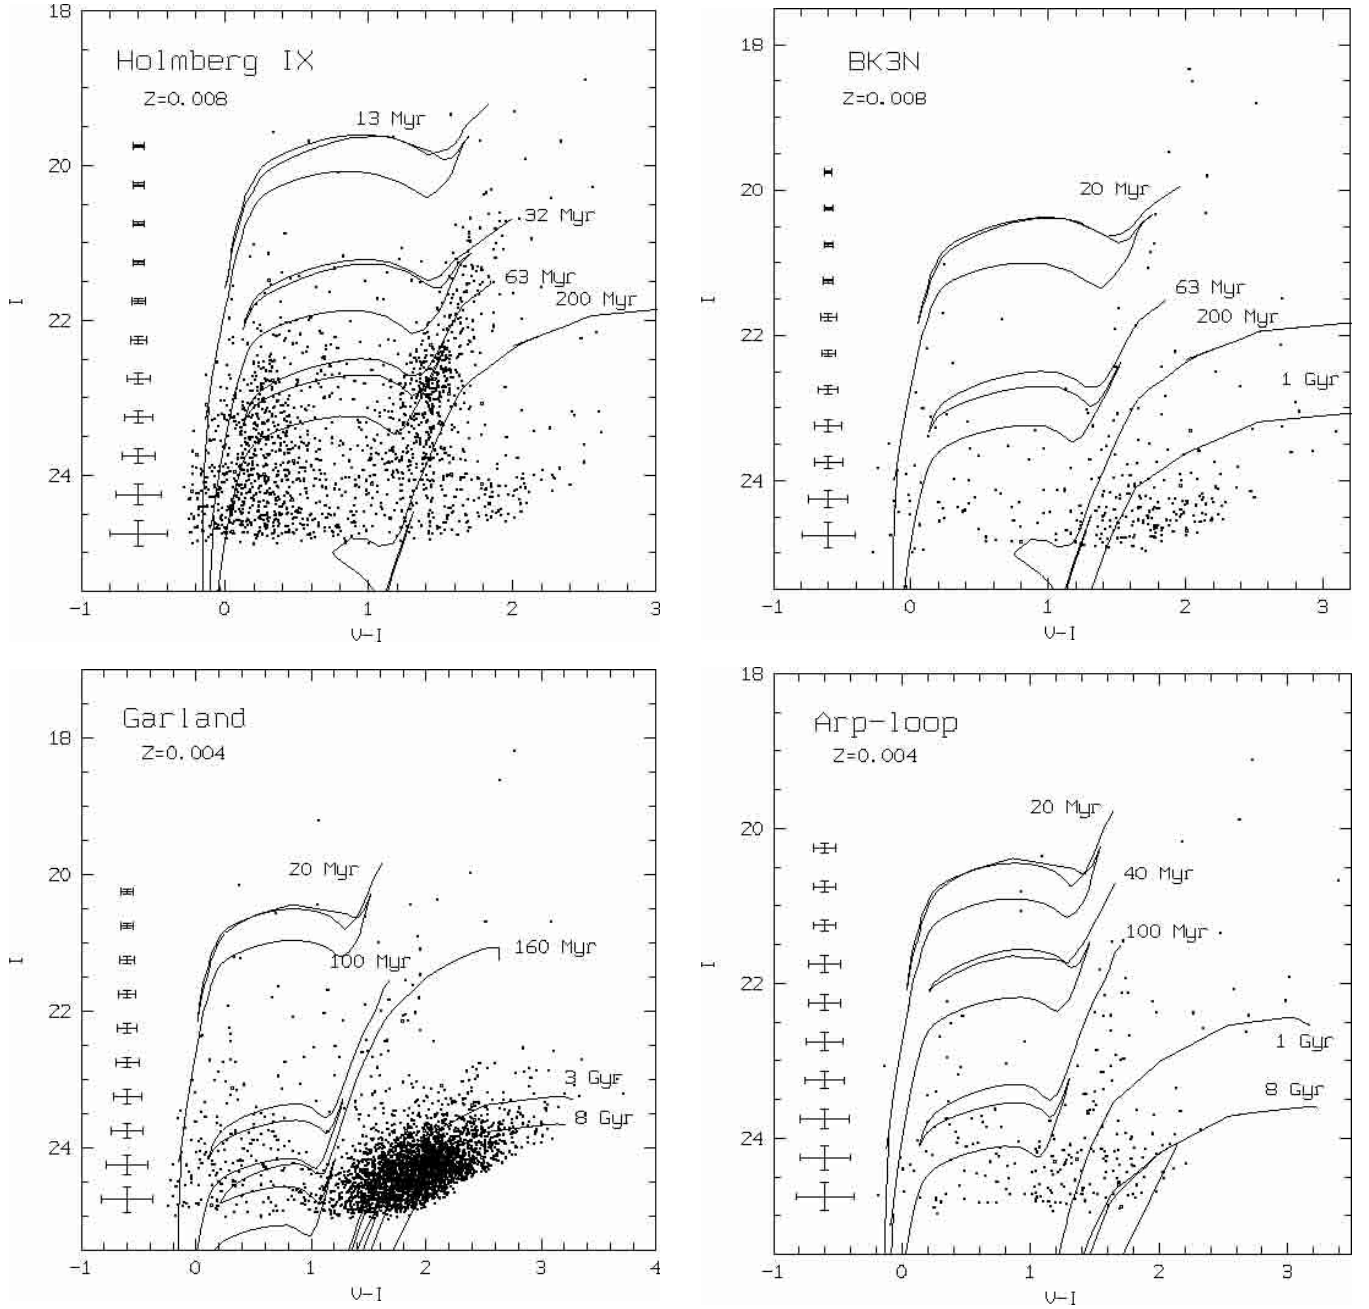 Holmberg IX
Z=0.008
13 Myr
32 Myr
63 Myr
200 Myr
18
20
22
24
I
-1
0
1
2
3
V-I
BK3N
Z=0.008
20 Myr
63 Myr
200 Myr
1 Gyr
18
20
22
24
I
-1
0
1
2
3
V-I
Garland
Z=0.004
20 Myr
100 Myr
160 Myr
3 Gyr
8 Gyr
18
20
22
24
I
-1
0
1
2
3
4
V-I
Arp-loop
Z=0.004
20 Myr
40 Myr
100 Myr
1 Gyr
8 Gyr
18
20
22
24
I
-1
0
1
2
3
V-I